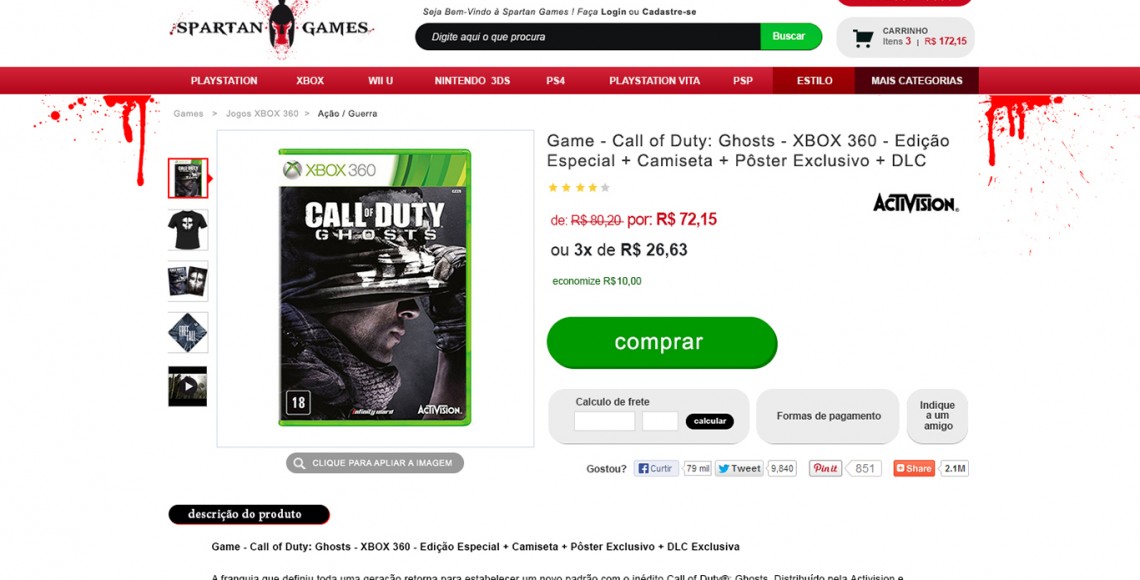 SPARTAN GAMES
Seja Bem-Vindo à Spartan Games ! Faça Login ou Cadastre-se
Digite aqui o que procura
Buscar
CARRINHO
Itens 3 | R$ 172,15
PLAYSTATION XBOX WII U NINTENDO 3DS PS4 PLAYSTATION VITA PSP ESTILO MAIS CATEGORIAS
Games > Jogos XBOX 360 > Ação / Guerra
Game - Call of Duty: Ghosts - XBOX 360 - Edição
Especial + Camiseta + Pôster Exclusivo + DLC
ACTIVISION.
de: R$ 80,20 por: R$ 72,15
ou 3x de R$ 26,63
economize R$10,00
comprar
XBOX 360
CALL OF DUTY
GHOSTS
18
Infinity ward
ACTIVISION.
FREE
FALL
Calculo de frete
calcular
Formas de pagamento
Indique
a um
amigo
CLIQUE PARA APLIAR A IMAGEM
Gostou? Curtir 79 mil Tweet 9,840 Pin it 851 Share 2.1M
descrição do produto
Game - Call of Duty: Ghosts - XBOX 360 - Edição Especial + Camiseta + Pôster Exclusivo + DLC Exclusiva
A franquia que definiu toda uma geração retorna para estabelecer um novo padrão com o inédito Call of Duty®: Ghosts. Distribuído pela Activision e